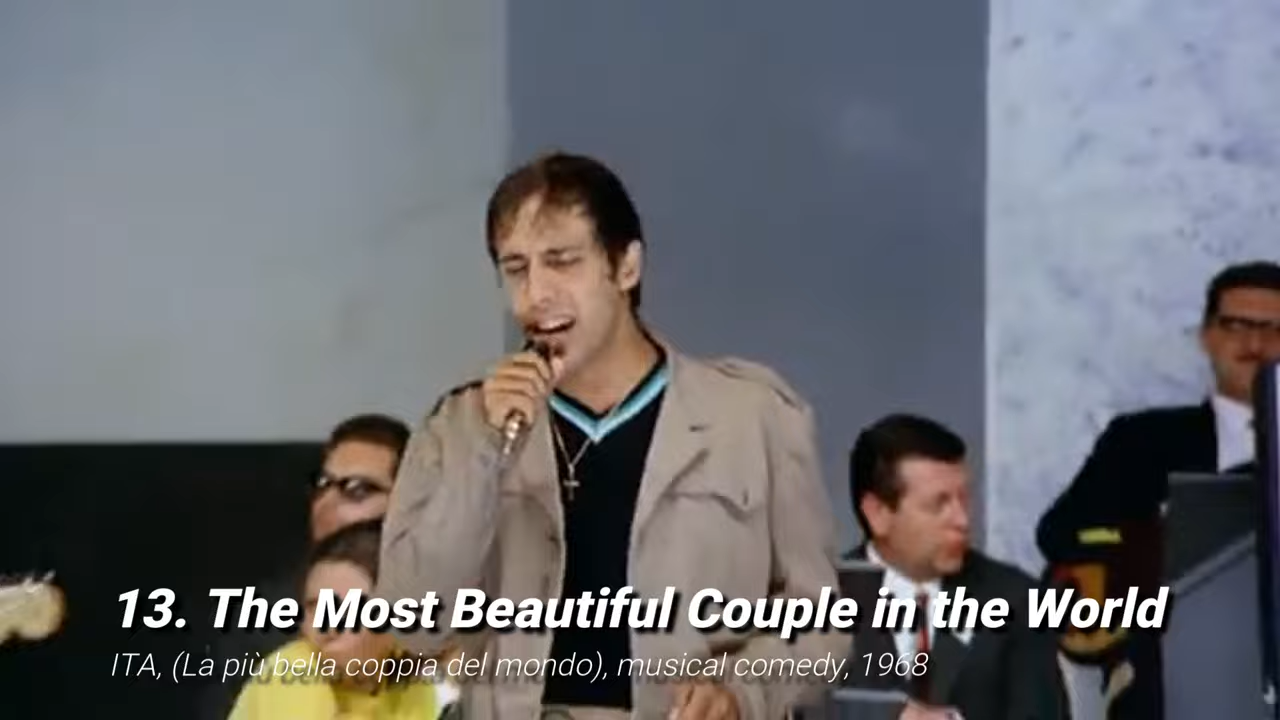 13. The Most Beautiful Couple in the World
ITA, (La più bella coppia del mondo), musical comedy, 1968